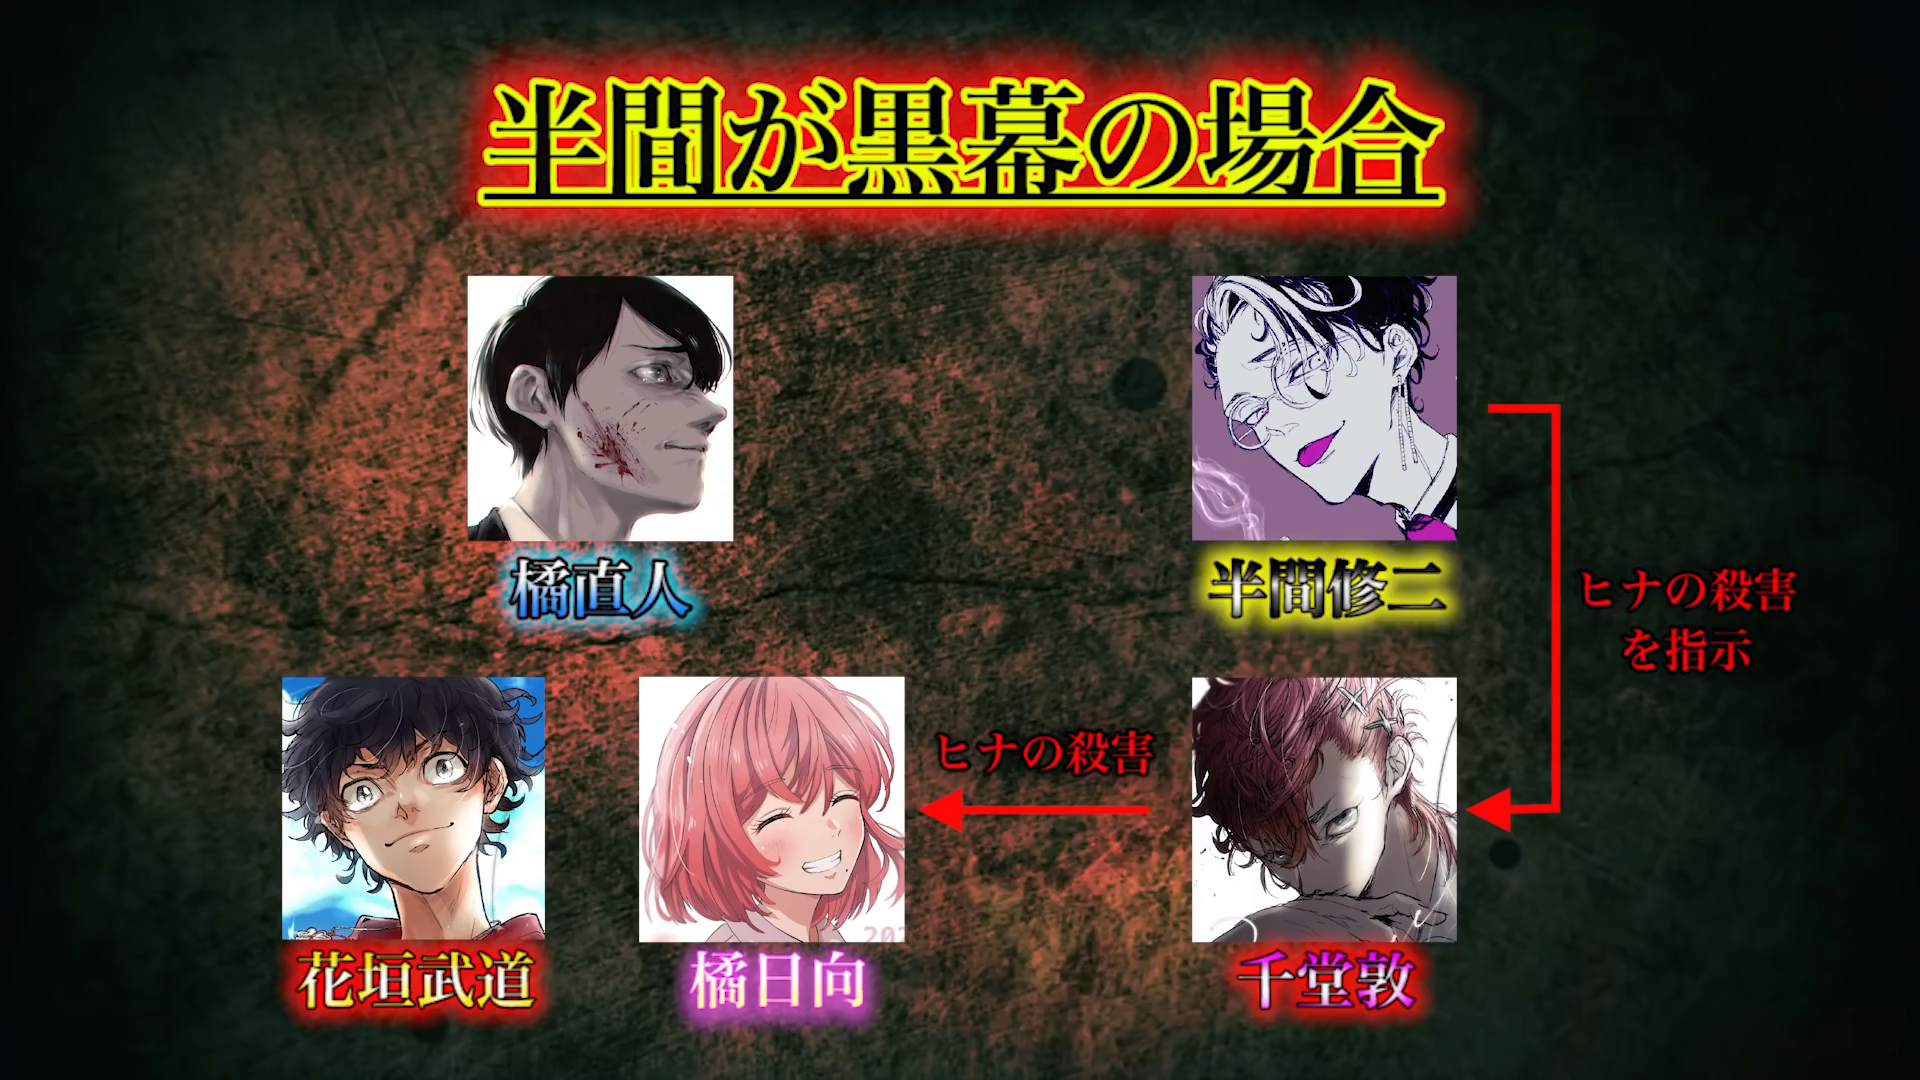 半間が黒幕の場合
橘直人
半間修二
ヒナの殺害
を指示
ヒナの殺害
花垣武道
橘日向
千堂敦